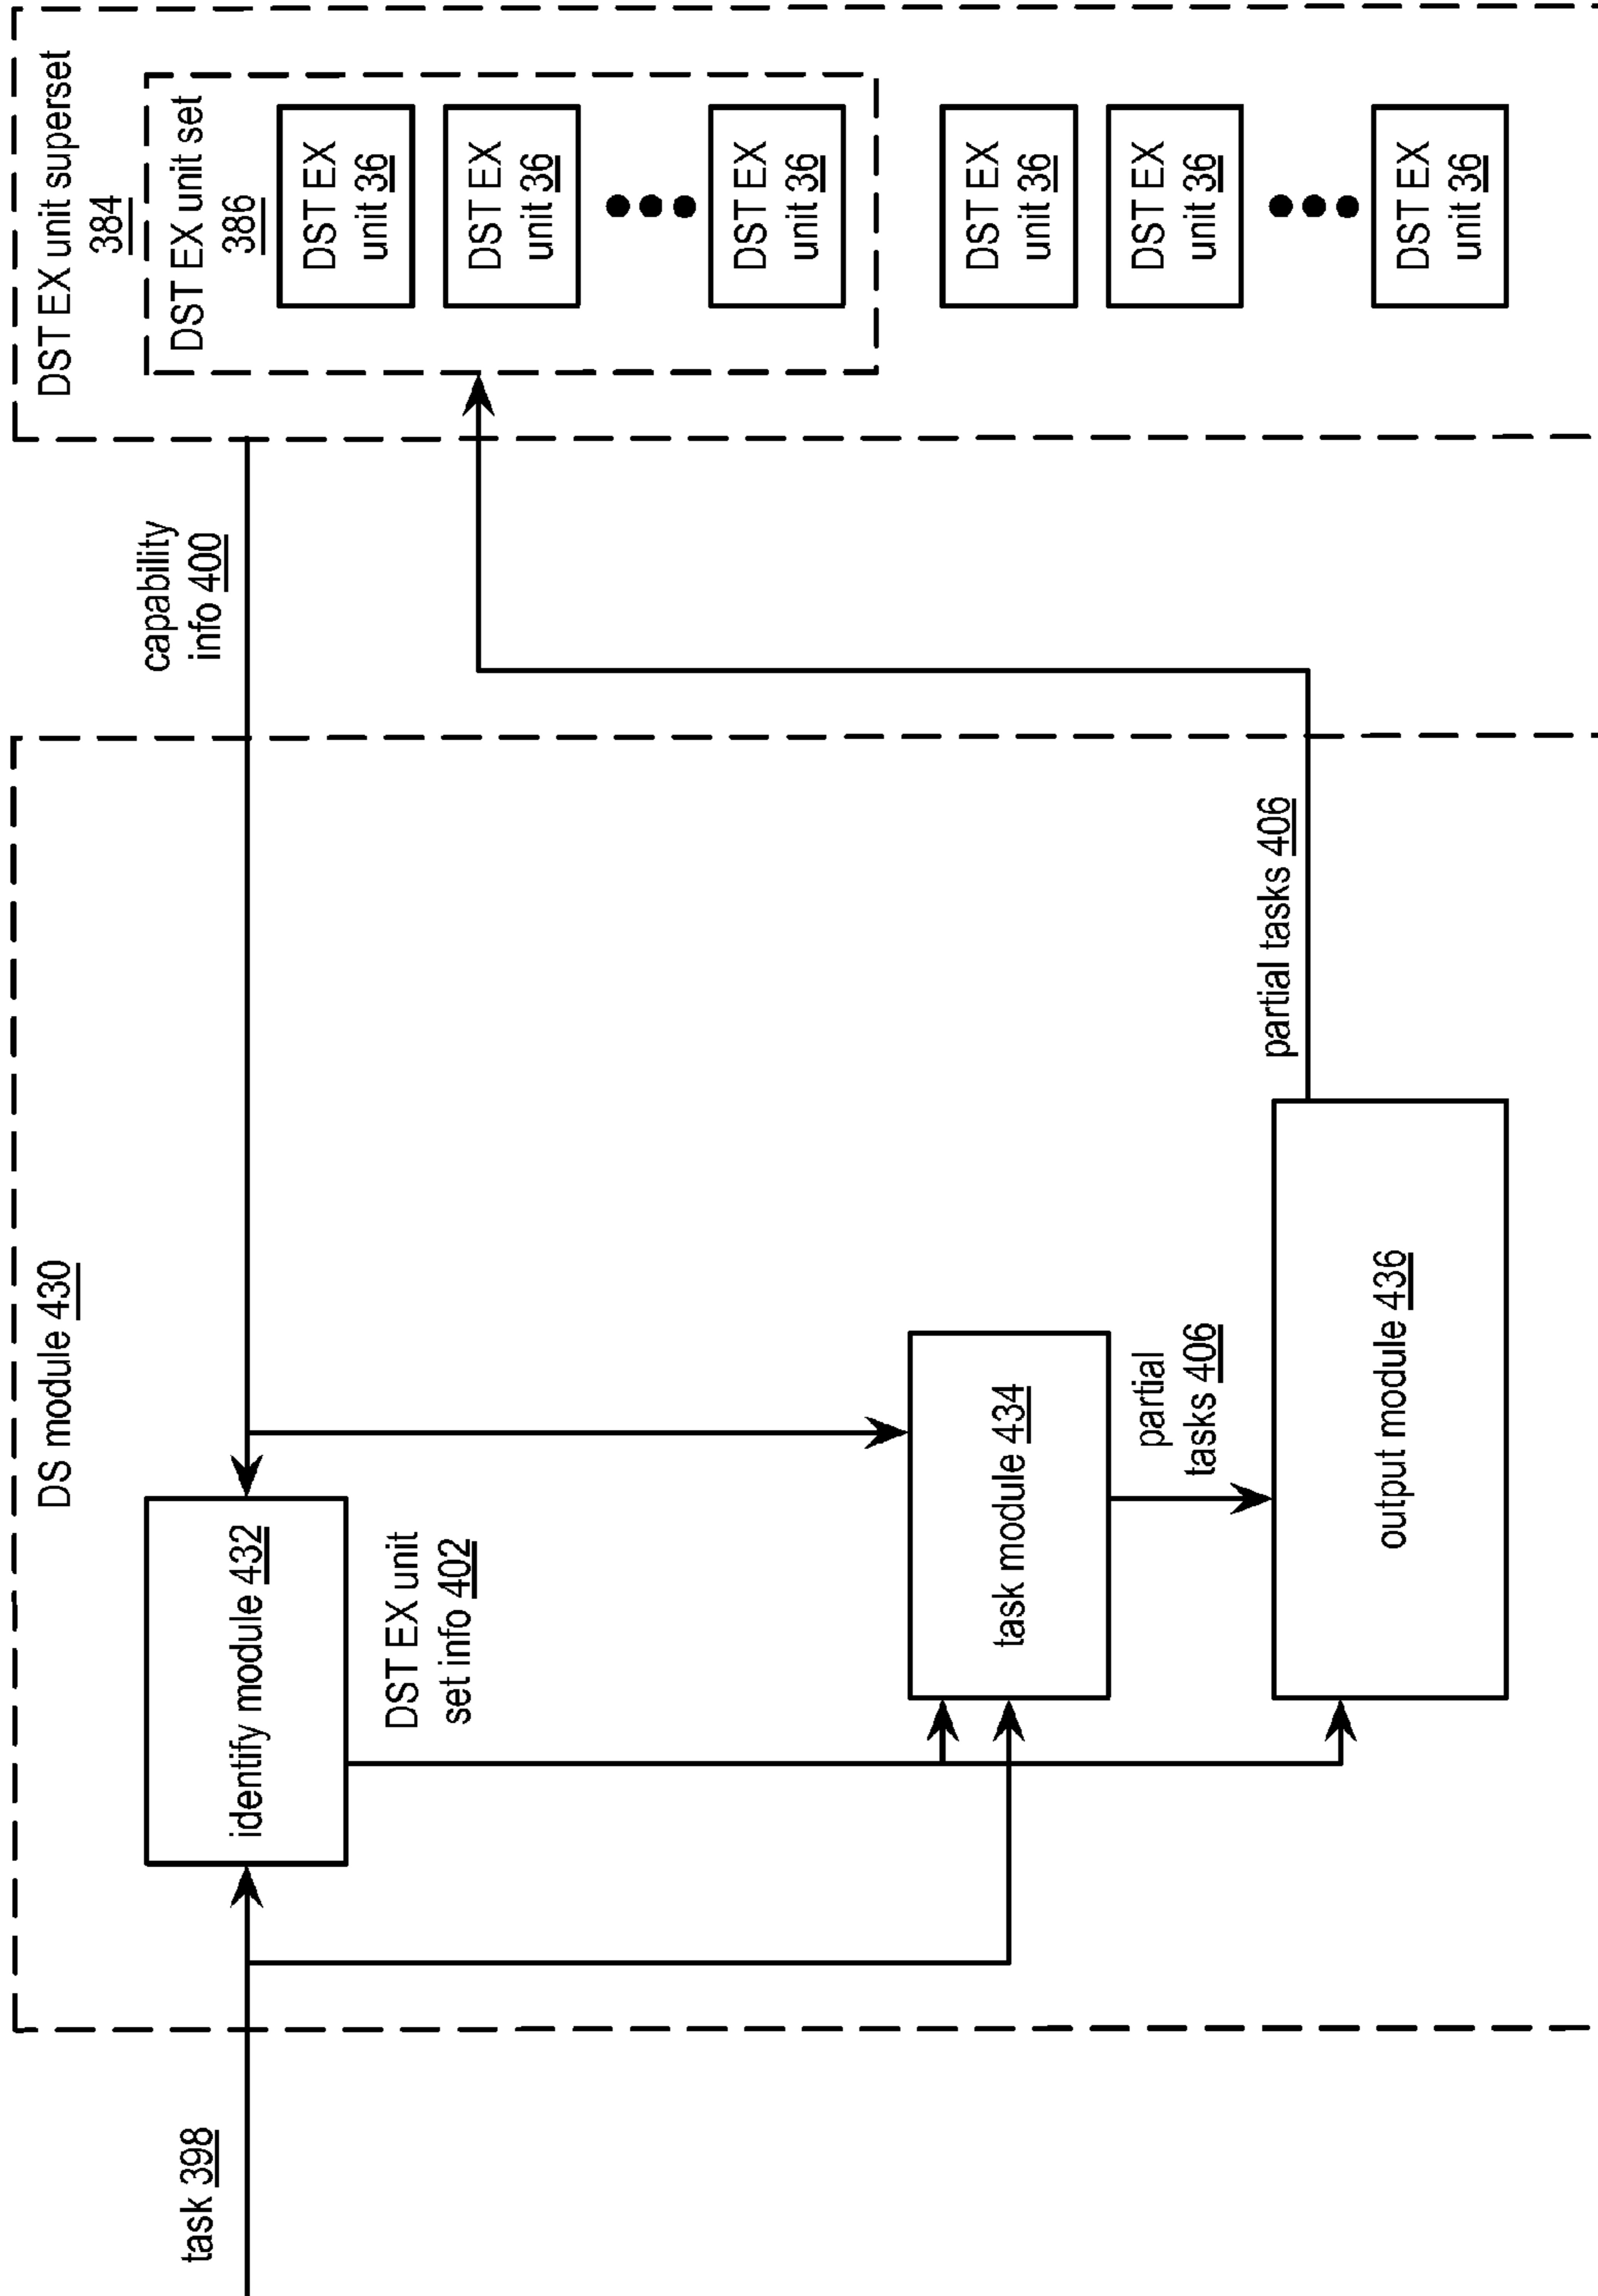 task 398
DS module 430
identify module 432
DST EX unit
set info 402
task module 434
partial
tasks 406
output module 436
partial tasks 406
capability
info 400
DST EX unit superset
384
DST EX unit set
386
DST EX
unit 36
DST EX
unit 36
DST EX
unit 36
DST EX
unit 36
DST EX
unit 36
DST EX
unit 36